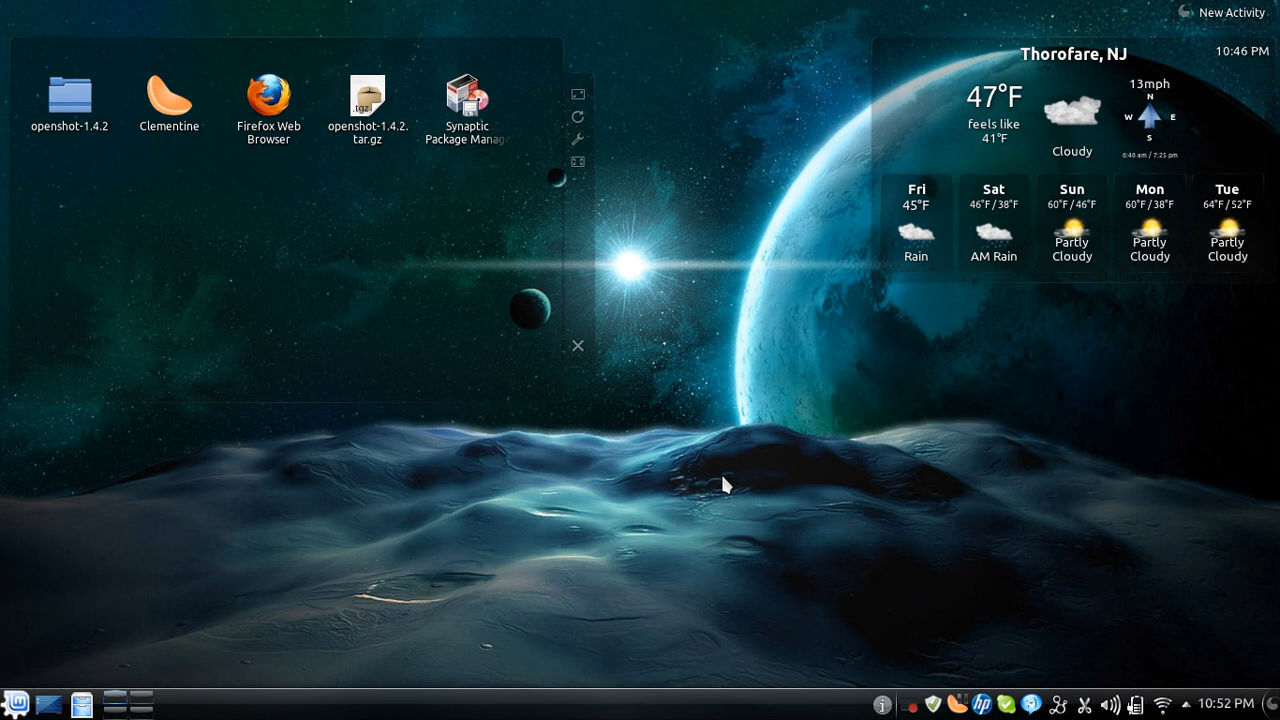 New Activity
openshot-1.4.2
Clementine
Firefox Web
Browser
.tgz
openshot-1.4.2.
tar.gz
Synaptic
Package Manag
Thorofare, NJ
10:46 PM
47°F
feels like
41°F
Cloudy
13mph
N
W E
S
6:46 am / 7:25 pm
Fri
45°F
Rain
Sat
46°F / 38°F
AM Rain
Sun
60°F / 46°F
Partly
Cloudy
Mon
60°F / 38°F
Partly
Cloudy
Tue
64°F / 52°F
Partly
Cloudy
hp
10:52 PM